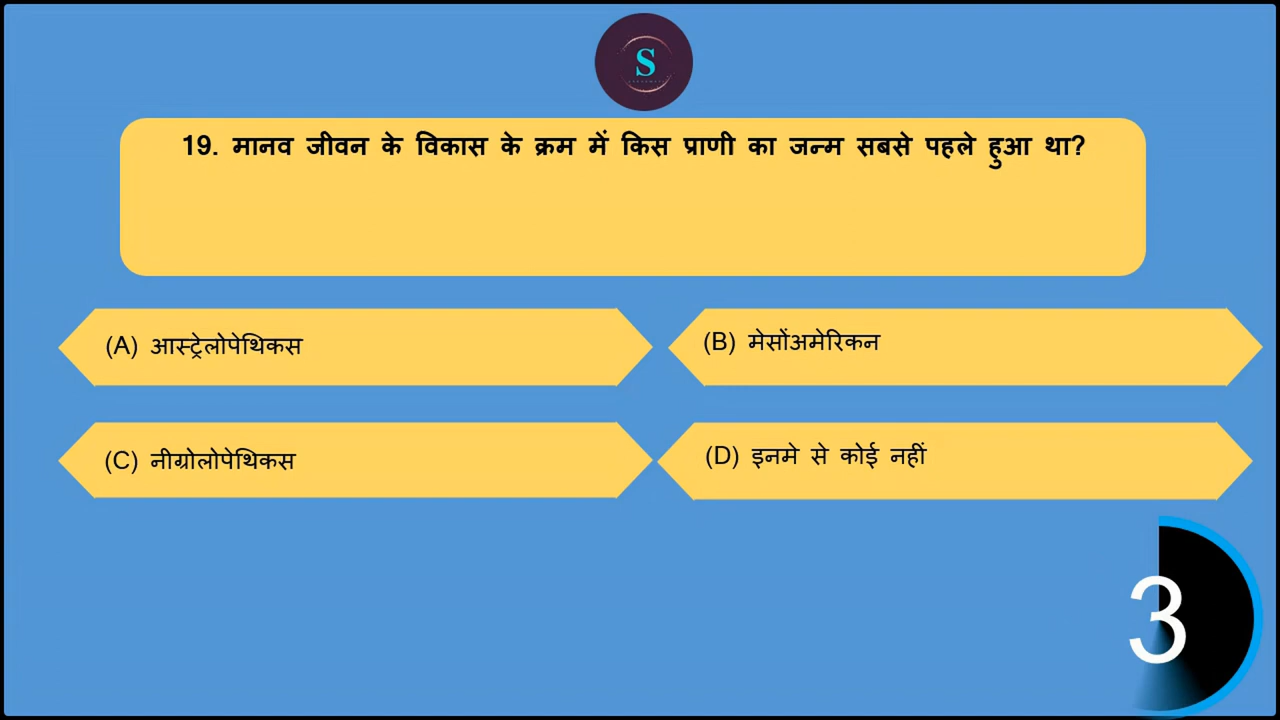 S
19. मानव जीवन के विकास के क्रम में किस प्राणी का जन्म सबसे पहले हुआ था?
(A) आस्ट्रेलोपेथिकस
(B) मेसोंअमेरिकन
(C) नीग्रोलोपेथिकस
(D) इनमे से कोई नहीं
3